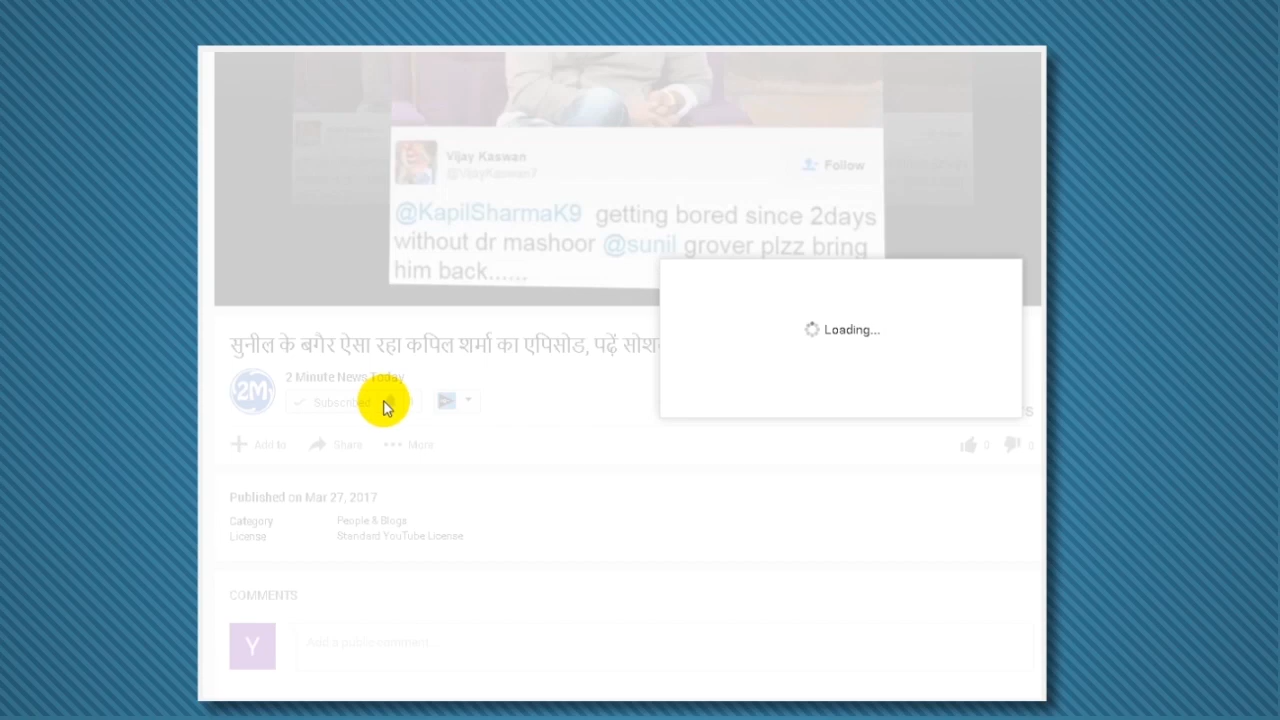 Vijay Kaswan
@VijayKaswan7
Follow
@KapilSharmaK9 getting bored since 2days
without dr mashoor @sunil grover plzz bring
him back......
Loading...
सुनील के बगैर ऐसा रहा कपिल शर्मा का एपिसोड, पढ़ें
2M
2 Minute News Today
Subscribed
Add to
Share
More
0
0
Published on Mar 27, 2017
Category People & Blogs
License Standard YouTube License
COMMENTS
Y
Add a public comment...